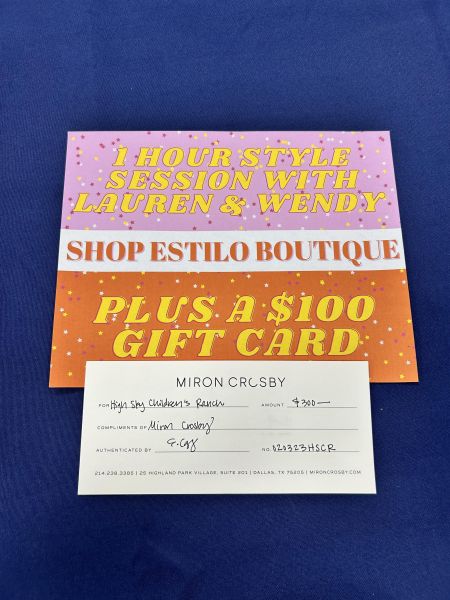 1 HOUR STYLE
SESSION WITH
LAUREN & WENDY
SHOP ESTILO BOUTIQUE
PLUS A $100
GIFT CARD
MIRON CROSBY
FOR High Sky Children's Ranch AMOUNT $300—
COMPLIMENTS OF Miron Crosby
AUTHENTICATED BY NO. 020323HSCR
214.238.3385 | 25 HIGHLAND PARK VILLAGE, SUITE 201 | DALLAS, TX 75205 | MIRONCROSBY.COM